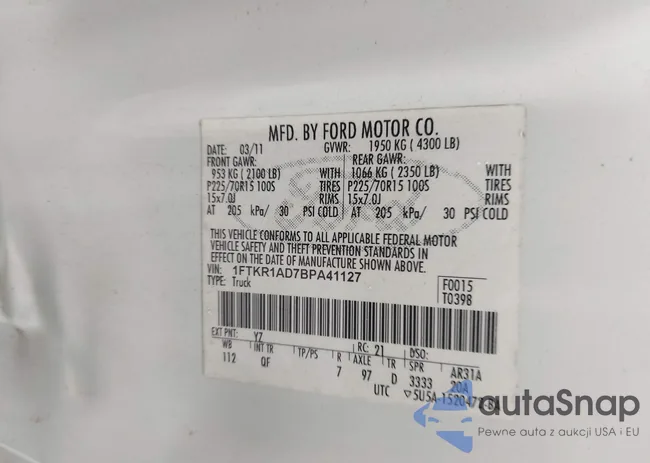 MFD. BY FORD MOTOR CO.
DATE: 03/11 GVWR: 1950 KG ( 4300 LB)
FRONT GAWR: REAR GAWR:
953 KG ( 2100 LB) WITH 1066 KG ( 2350 LB) WITH
P225/70R15 100S TIRES P225/70R15 100S TIRES
15x7.0J RIMS 15x7.0J RIMS
AT 205 kPa/ 30 PSI COLD AT 205 kPa/ 30 PSI COLD
THIS VEHICLE CONFORMS TO ALL APPLICABLE FEDERAL MOTOR
VEHICLE SAFETY AND THEFT PREVENTION STANDARDS IN
EFFECT ON THE DATE OF MANUFACTURE SHOWN ABOVE.
VIN: 1FTKR1AD7BPA41127
TYPE: Truck
F0015
T0398
EXT PNT: YZ RC: 21 DSO:
WB INT TR TP/PS R AXLE TR SPR AR31A
112 QF 7 97 D 3333 20A
UTC
autoSnap
Pewne auta z aukcji USA i EU